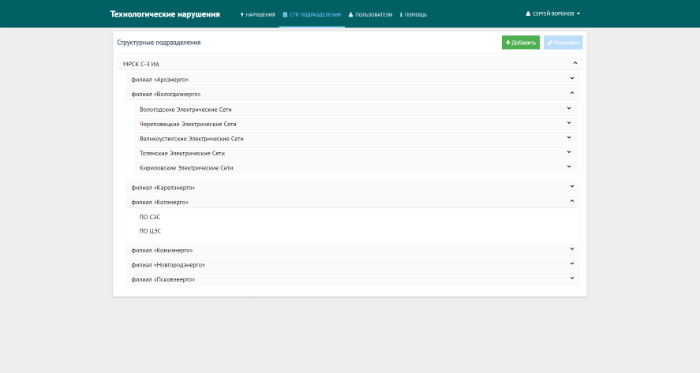 Технологические нарушения
НАРУШЕНИЯ
СТР. ПОДРАЗДЕЛЕНИЯ
ПОЛЬЗОВАТЕЛИ
ПОМОЩЬ
СЕРГЕЙ ВОРОНОВ
Структурные подразделения
+Добавить
Изменить
МРСК С-З ИА
филиал «Архэнерго»
филиал «Вологдаэнерго»
Вологодские Электрические Сети
Череповецкие Электрические Сети
Великоустюгские Электрические Сети
Тотемские Электрические Сети
Кирилловские Электрические Сети
филиал «Карелэнерго»
филиал «Колэнерго»
ПО СЭС
ПО ЦЭС
филиал «Комиэнерго»
филиал «Новгородэнерго»
филиал «Псковэнерго»